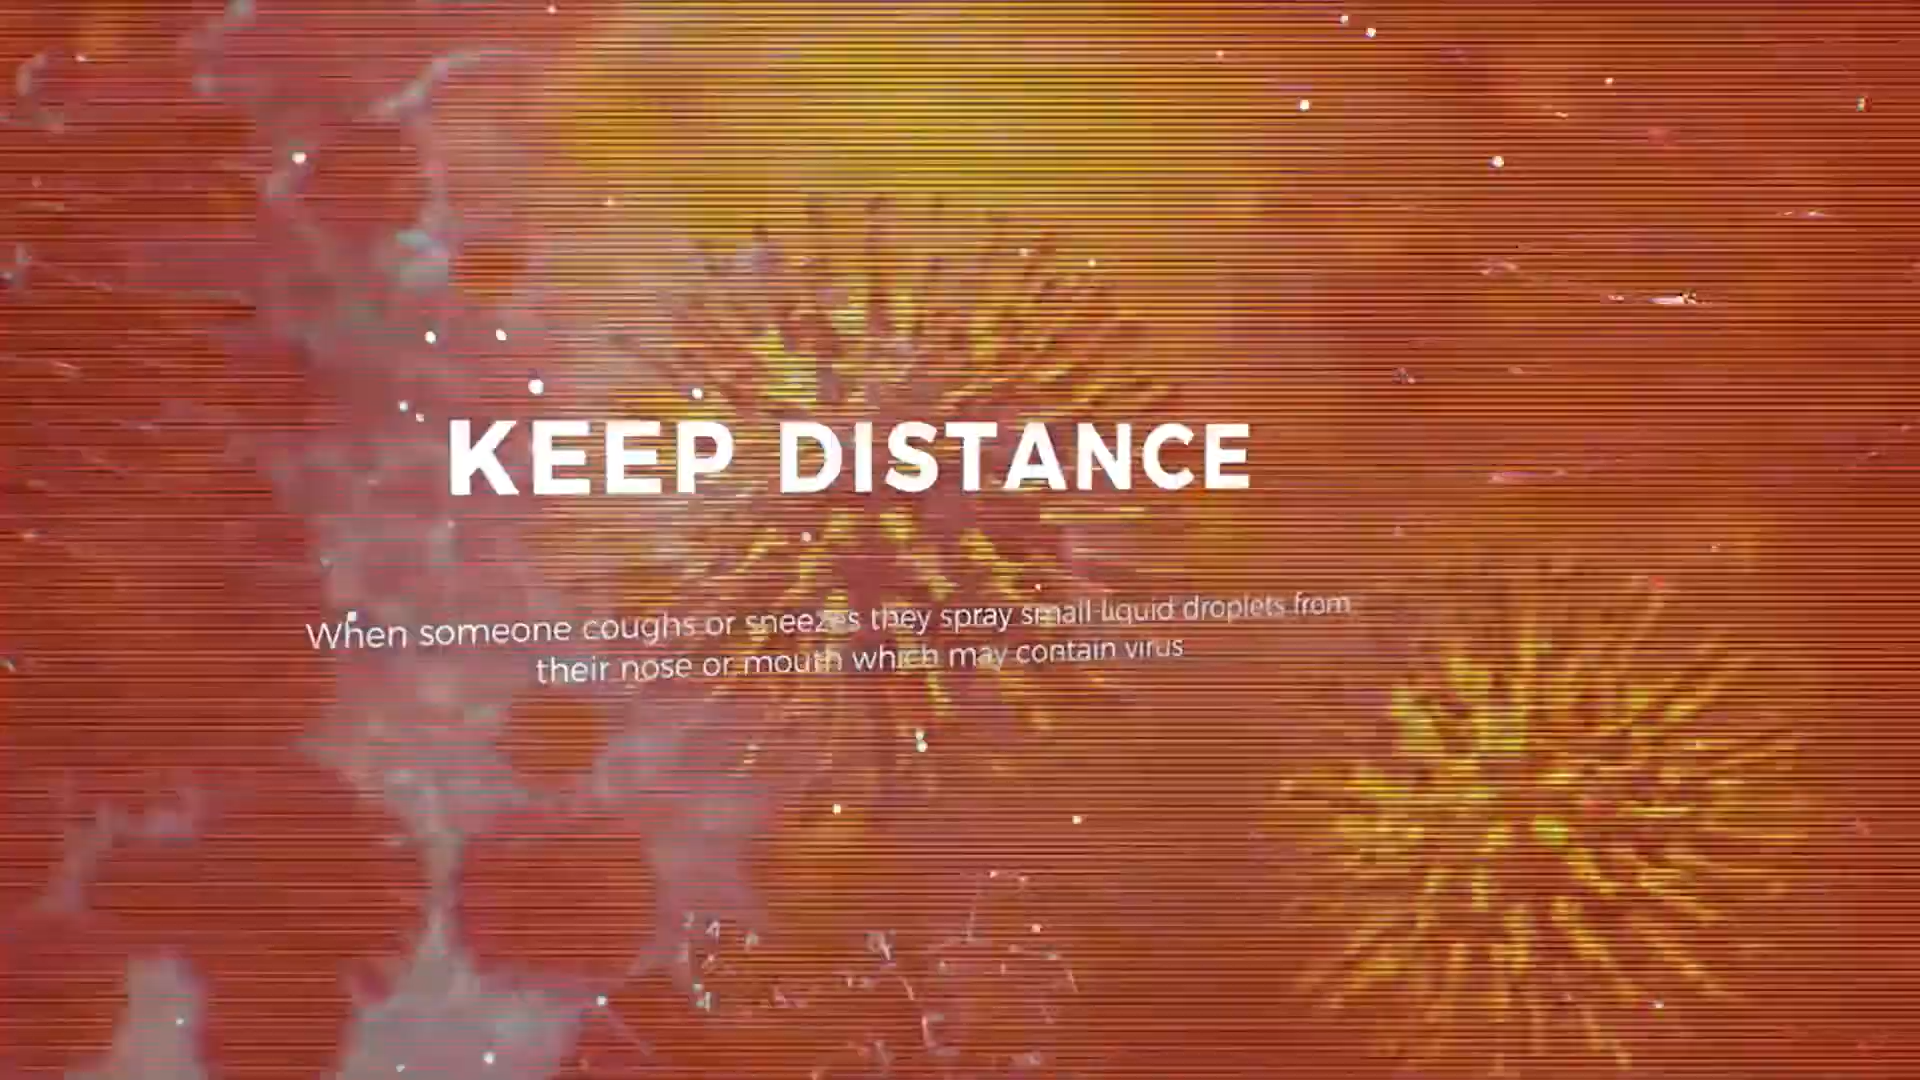 KEEP DISTANCE
When someone coughs or sneezes they spray small liquid droplets from
their nose or mouth which may contain virus